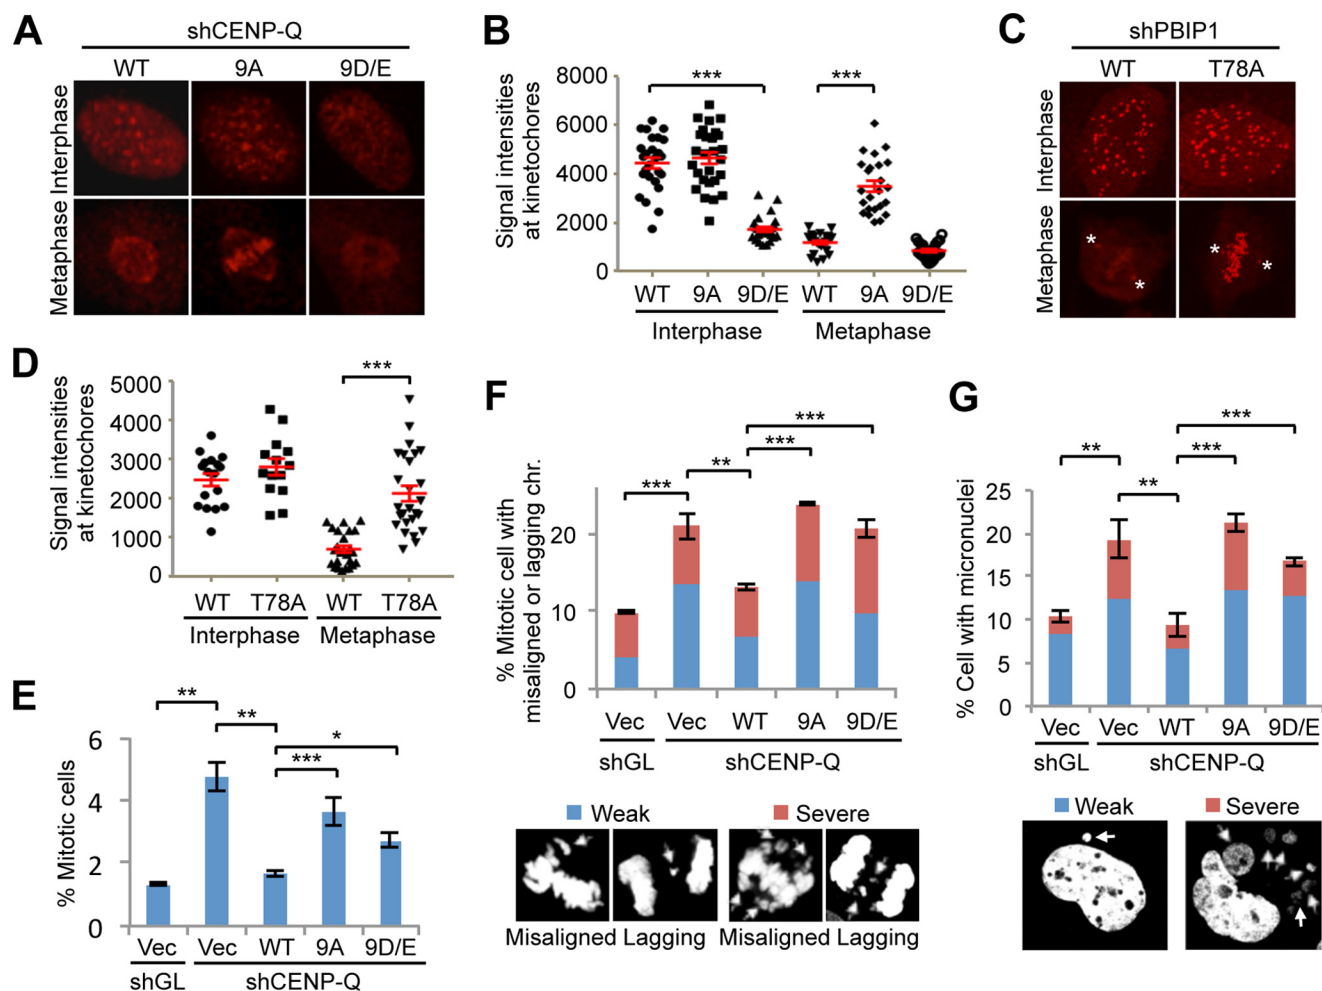 A
shCENP-Q
WT 9A 9D/E
Interphase
Metaphase
B
Signal intensities
at kinetochores
8000
6000
4000
2000
0
*** ***
WT 9A 9D/E WT 9A 9D/E
Interphase Metaphase
C
shPBIP1
WT T78A
Interphase
Metaphase
* *
* *
D
Signal intensities
at kinetochores
5000
4000
3000
2000
1000
0
***
WT T78A WT T78A
Interphase Metaphase
E
% Mitotic cells
6
4
2
0
**
**
*
***
Vec Vec WT 9A 9D/E
shGL shCENP-Q
F
% Mitotic cell with
misaligned or lagging chr.
20
10
0
***
**
***
***
Vec Vec WT 9A 9D/E
shGL shCENP-Q
Weak Severe
Misaligned Lagging Misaligned Lagging
G
% Cell with micronuclei
25
20
15
10
5
0
**
**
***
***
Vec Vec WT 9A 9D/E
shGL shCENP-Q
Weak Severe